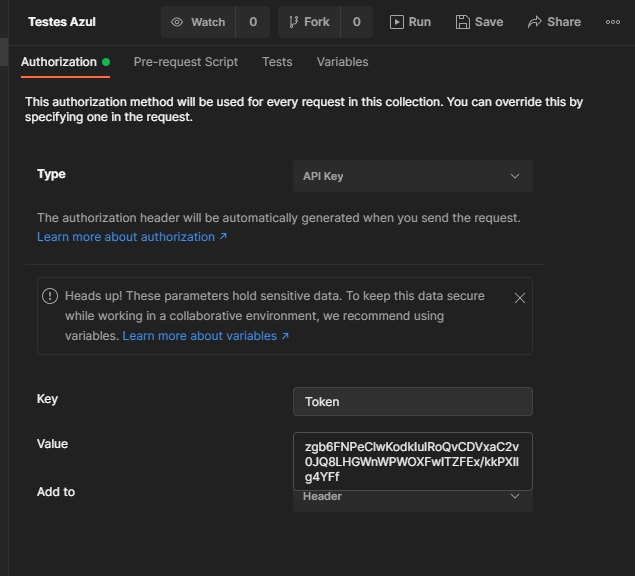 Testes Azul
Watch
0
Fork
0
Run
Save
Share
Authorization
Pre-request Script
Tests
Variables
This authorization method will be used for every request in this collection. You can override this by
specifying one in the request.
Type
API Key
The authorization header will be automatically generated when you send the request.
Learn more about authorization ↗
Heads up! These parameters hold sensitive data. To keep this data secure
while working in a collaborative environment, we recommend using
variables. Learn more about variables ↗
Key
Token
Value
Add to
Header